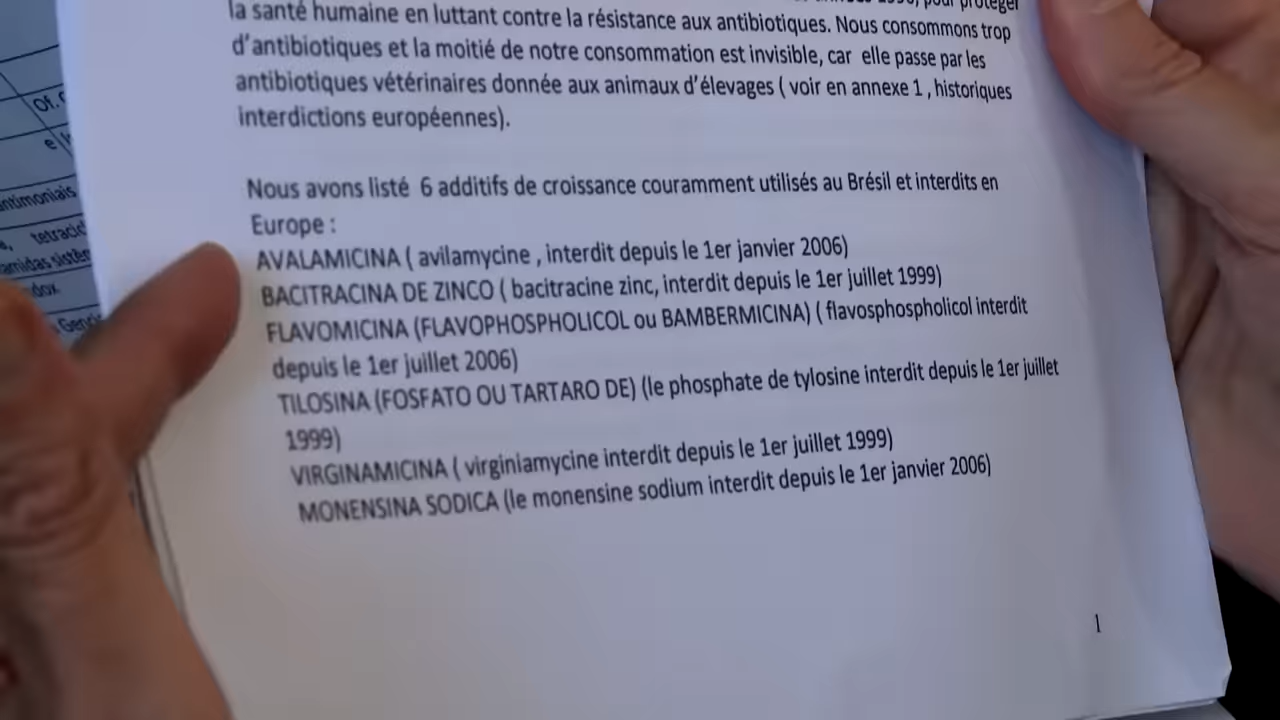 pour protéger
la santé humaine en luttant contre la résistance aux antibiotiques. Nous consommons trop
d'antibiotiques et la moitié de notre consommation est invisible, car elle passe par les
antibiotiques vétérinaires donnée aux animaux d'élevages ( voir en annexe 1 , historiques
interdictions européennes).
Nous avons listé 6 additifs de croissance couramment utilisés au Brésil et interdits en
Europe :
AVALAMICINA ( avilamycine , interdit depuis le 1er janvier 2006)
BACITRACINA DE ZINCO ( bacitracine zinc, interdit depuis le 1er juillet 1999)
FLAVOMICINA (FLAVOPHOSPHOLICOL ou BAMBERMICINA) ( flavosphospholicol interdit
depuis le 1er juillet 2006)
TILOSINA (FOSFATO OU TARTARO DE) (le phosphate de tylosine interdit depuis le 1er juillet
1999)
VIRGINAMICINA ( virginiamycine interdit depuis le 1er juillet 1999)
MONENSINA SODICA (le monensine sodium interdit depuis le 1er janvier 2006)
1